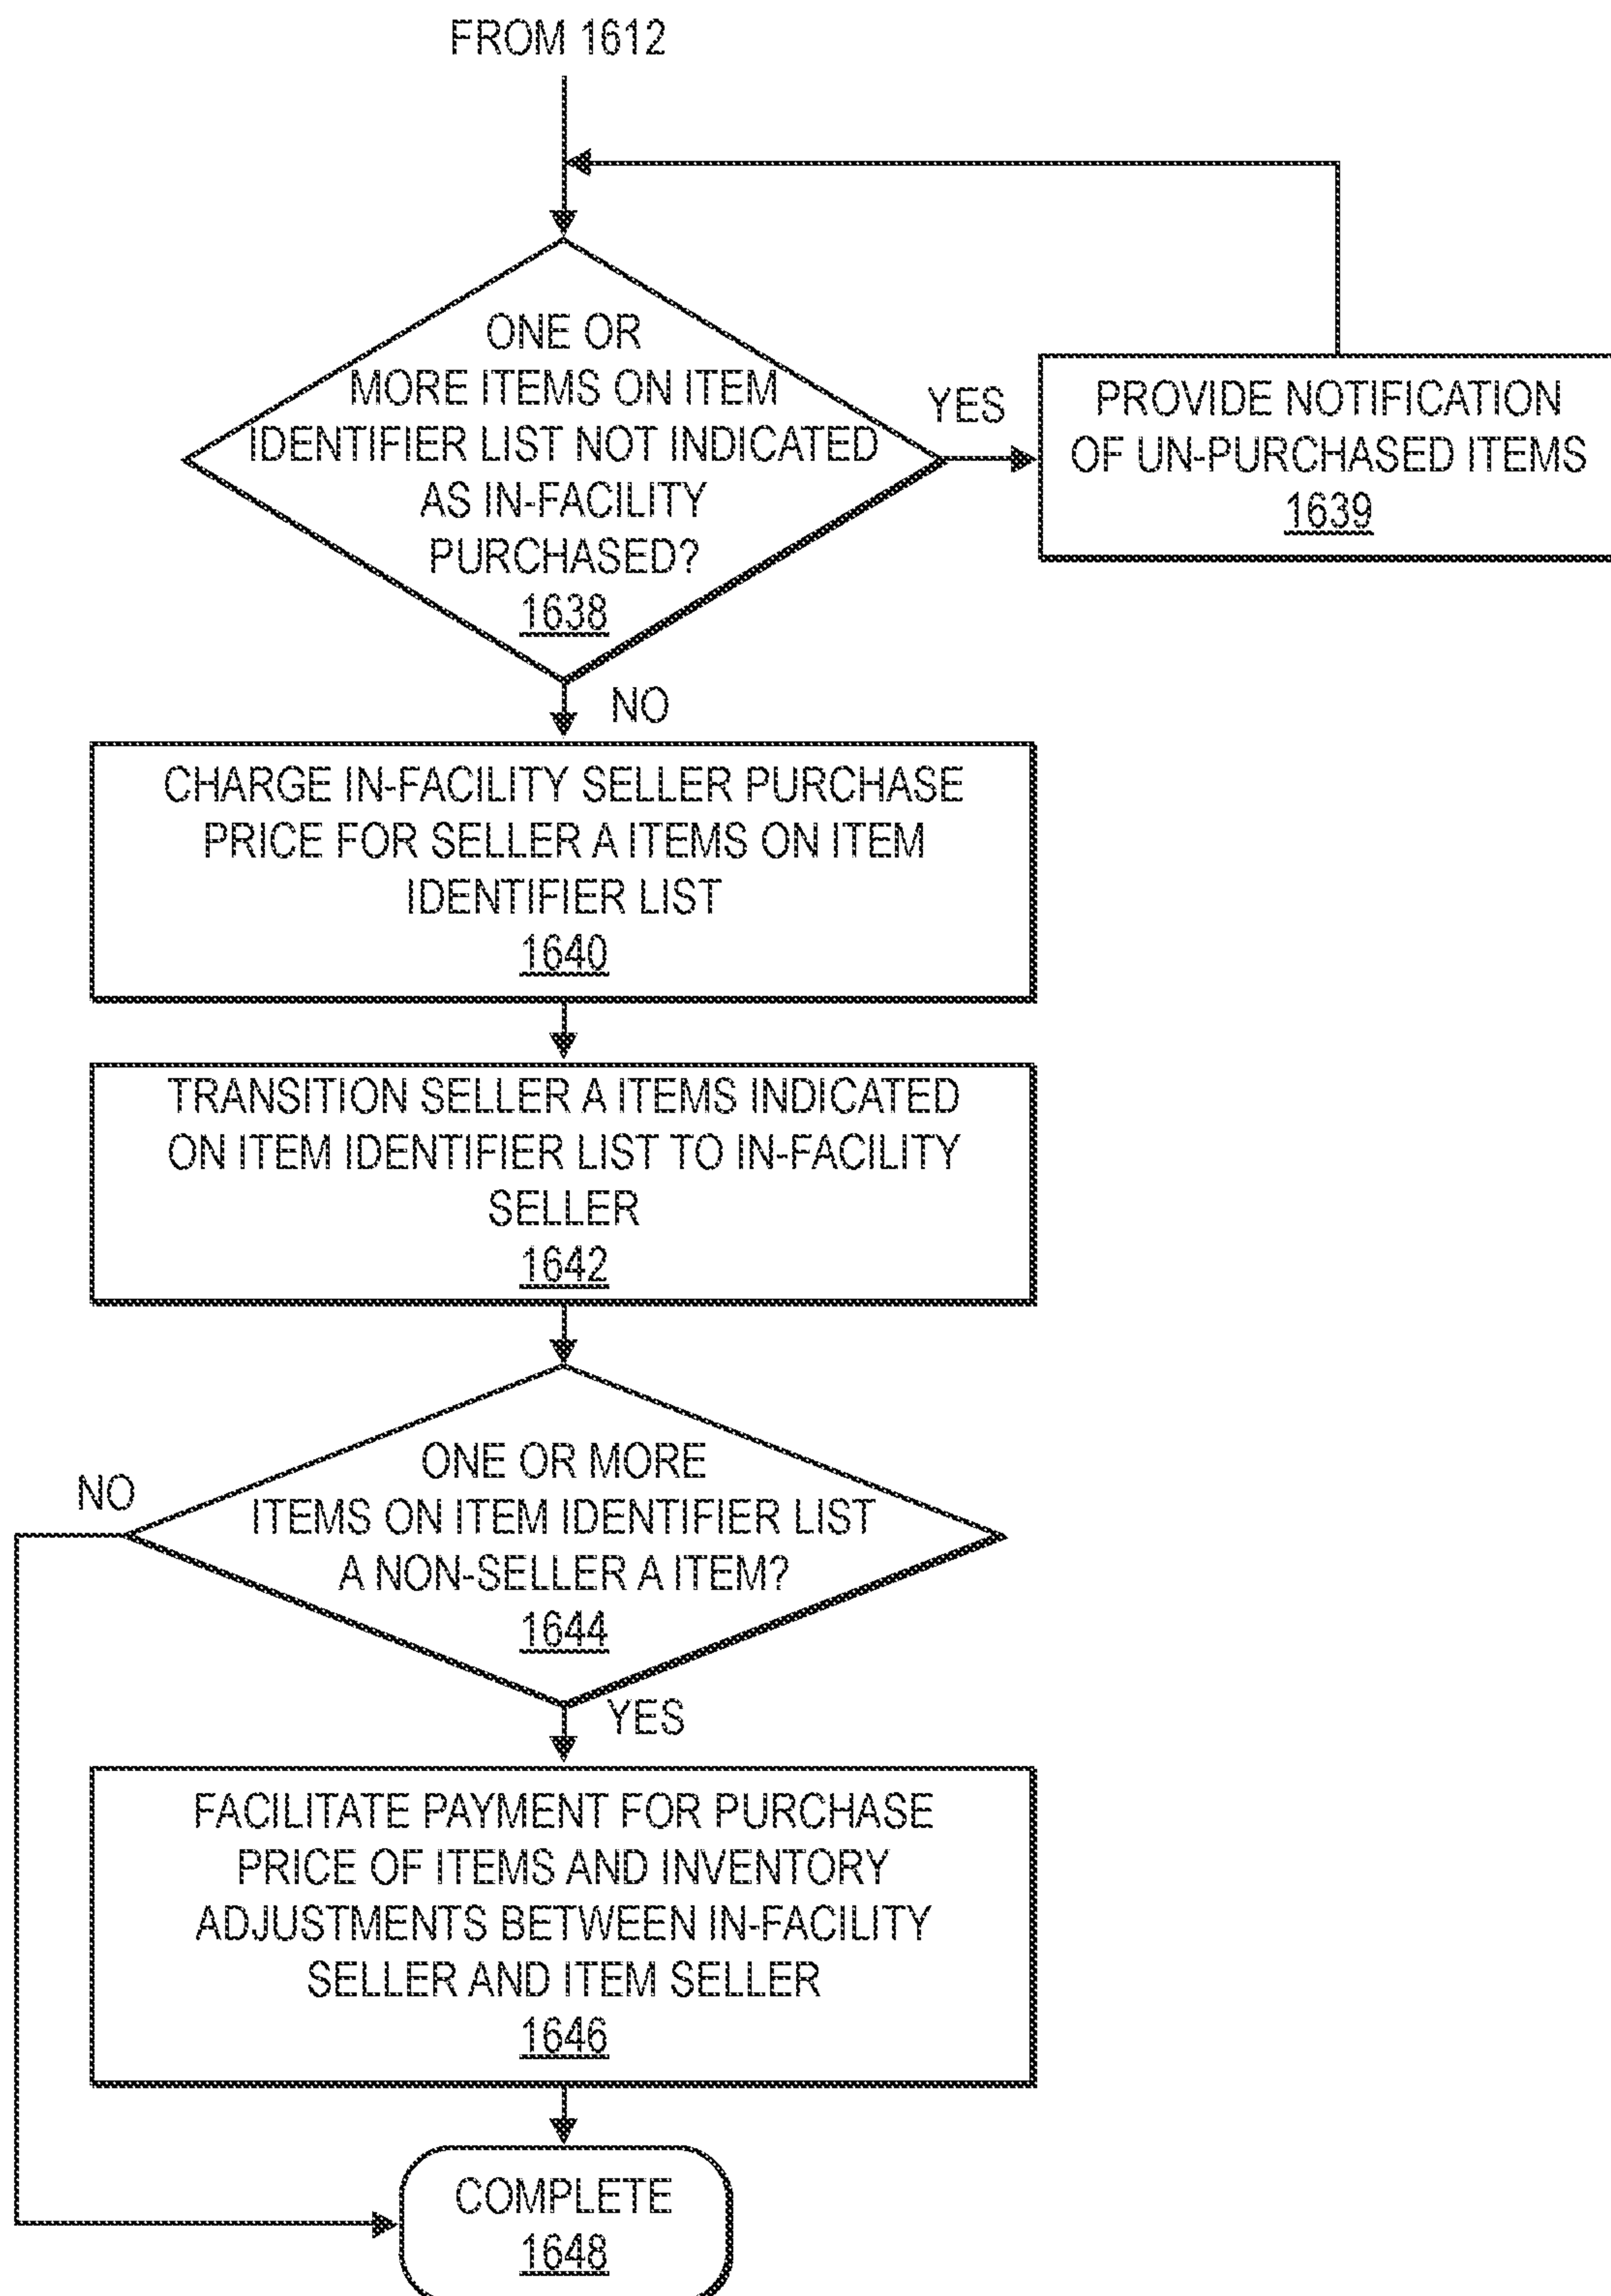 FROM 1612
ONE OR
MORE ITEMS ON ITEM
IDENTIFIER LIST NOT INDICATED
AS IN-FACILITY
PURCHASED?
1638
YES
PROVIDE NOTIFICATION
OF UN-PURCHASED ITEMS
1639
NO
CHARGE IN-FACILITY SELLER PURCHASE
PRICE FOR SELLER A ITEMS ON ITEM
IDENTIFIER LIST
1640
TRANSITION SELLER A ITEMS INDICATED
ON ITEM IDENTIFIER LIST TO IN-FACILITY
SELLER
1642
NO
ONE OR MORE
ITEMS ON ITEM IDENTIFIER LIST
A NON-SELLER A ITEM?
1644
YES
FACILITATE PAYMENT FOR PURCHASE
PRICE OF ITEMS AND INVENTORY
ADJUSTMENTS BETWEEN IN-FACILITY
SELLER AND ITEM SELLER
1646
COMPLETE
1648